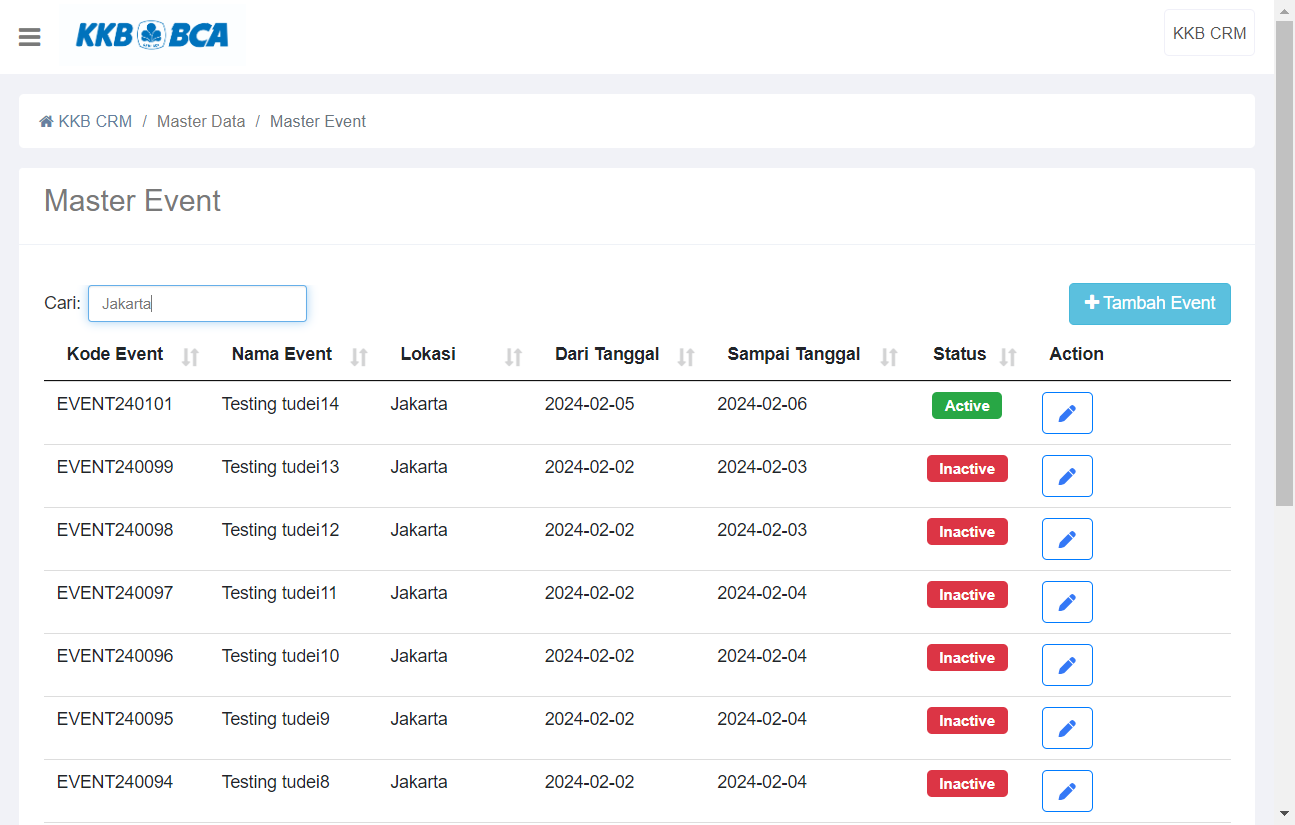 KKB BCA
KKB CRM
KKB CRM / Master Data / Master Event
Master Event
Cari: Jakarta
Tambah Event
Kode Event Nama Event Lokasi Dari Tanggal Sampai Tanggal Status Action
EVENT240101 Testing tudei14 Jakarta 2024-02-05 2024-02-06 Active
EVENT240099 Testing tudei13 Jakarta 2024-02-02 2024-02-03 Inactive
EVENT240098 Testing tudei12 Jakarta 2024-02-02 2024-02-03 Inactive
EVENT240097 Testing tudei11 Jakarta 2024-02-02 2024-02-04 Inactive
EVENT240096 Testing tudei10 Jakarta 2024-02-02 2024-02-04 Inactive
EVENT240095 Testing tudei9 Jakarta 2024-02-02 2024-02-04 Inactive
EVENT240094 Testing tudei8 Jakarta 2024-02-02 2024-02-04 Inactive